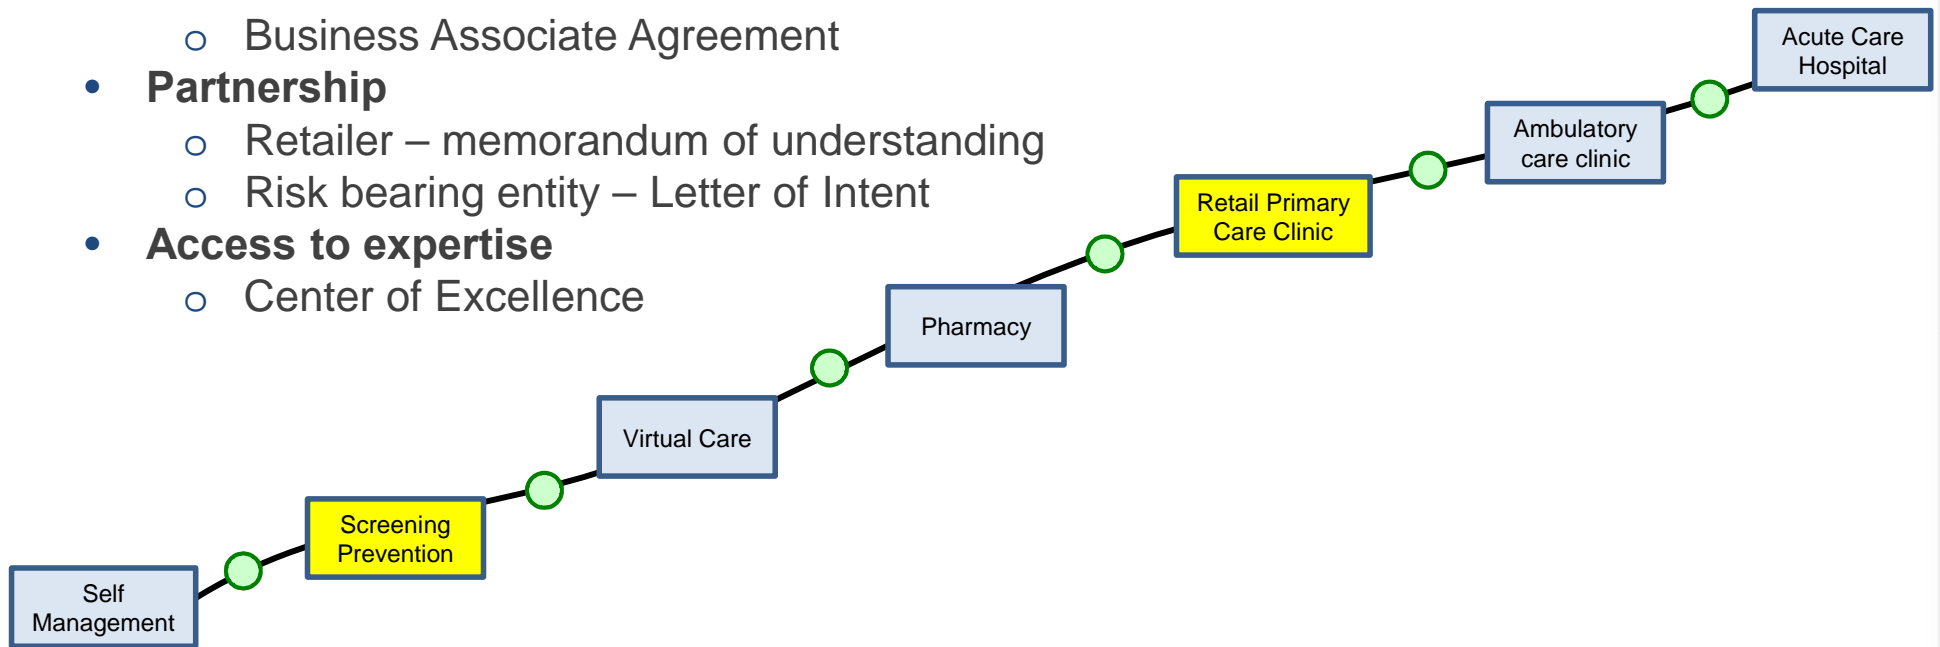 o Business Associate Agreement
• Partnership
o Retailer – memorandum of understanding
o Risk bearing entity – Letter of Intent
• Access to expertise
o Center of Excellence
Acute Care
Hospital
Ambulatory
care clinic
Retail Primary
Care Clinic
Pharmacy
Virtual Care
Screening
Prevention
Self
Management